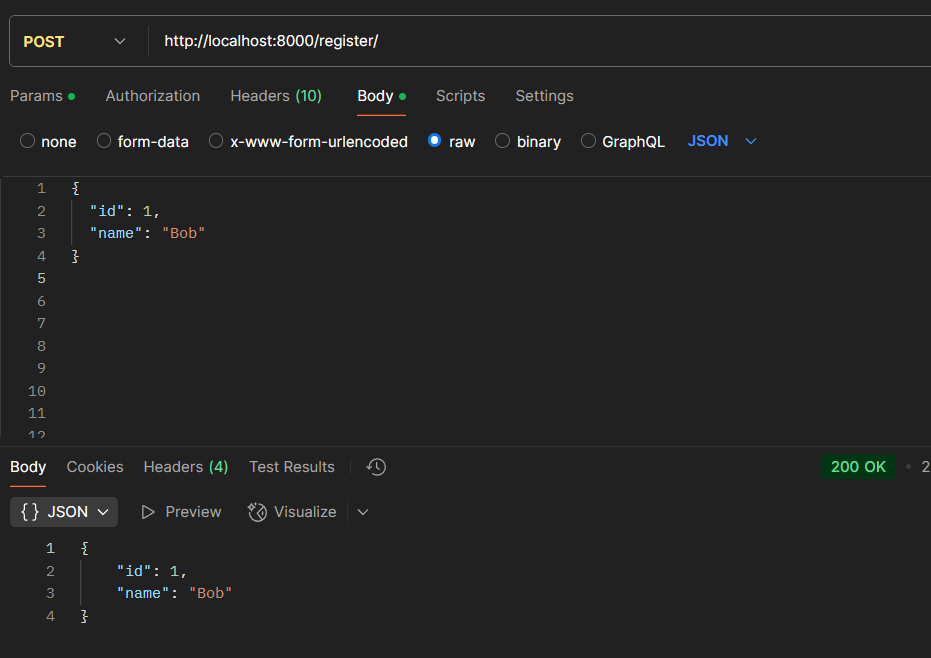 POST http://localhost:8000/register/
Params Authorization Headers (10) Body Scripts Settings
none form-data x-www-form-urlencoded raw binary GraphQL JSON
1 {
2 "id": 1,
3 "name": "Bob"
4 }
5
6
7
8
9
10
11
12
Body Cookies Headers (4) Test Results 200 OK • 2
{} JSON Preview Visualize
1 {
2 "id": 1,
3 "name": "Bob"
4 }